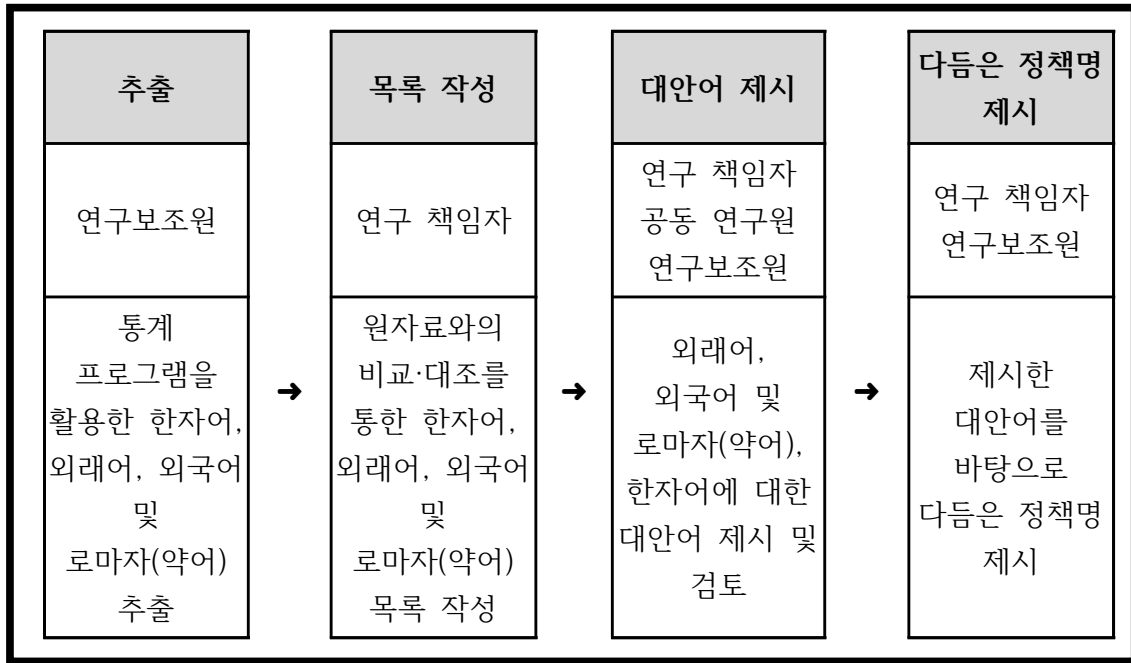 추출
연구보조원
통계
프로그램을
활용한 한자어,
외래어, 외국어
및
로마자(약어)
추출
➜
목록 작성
연구 책임자
원자료와의
비교·대조를
통한 한자어,
외래어, 외국어
및
로마자(약어)
목록 작성
➜
대안어 제시
연구 책임자
공동 연구원
연구보조원
외래어,
외국어 및
로마자(약어),
한자어에 대한
대안어 제시 및
검토
➜
다듬은 정책명
제시
연구 책임자
연구보조원
제시한
대안어를
바탕으로
다듬은 정책명
제시